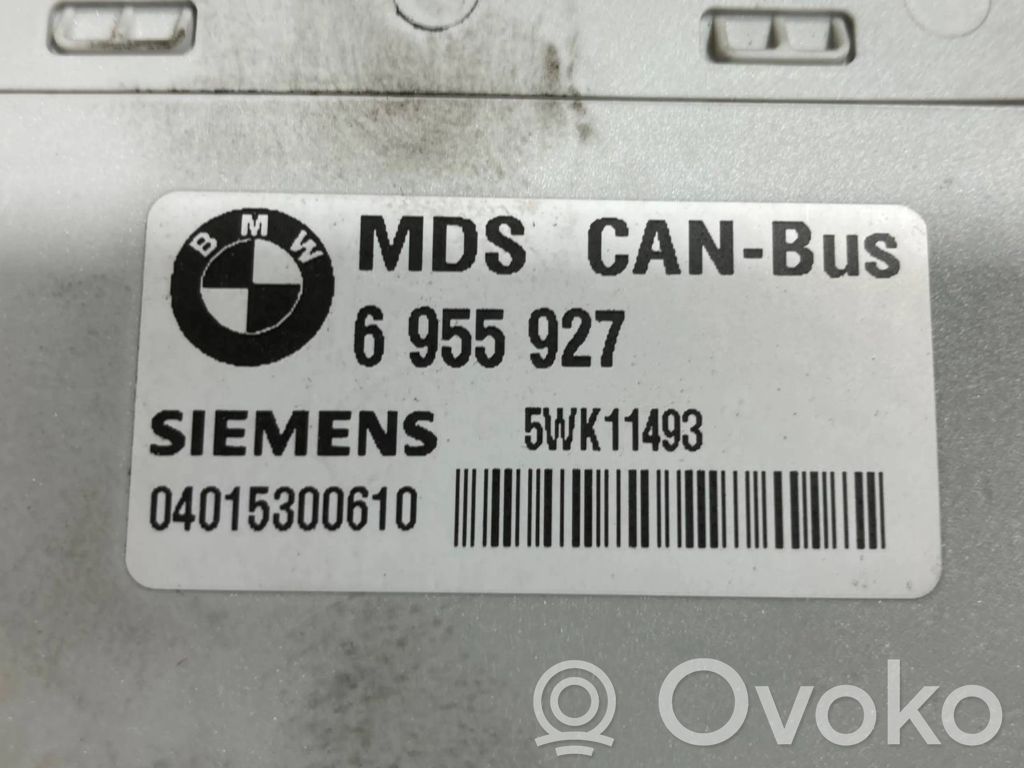 BMW MDS CAN-Bus
6 955 927
SIEMENS 5WK11493
04015300610
Ovoko